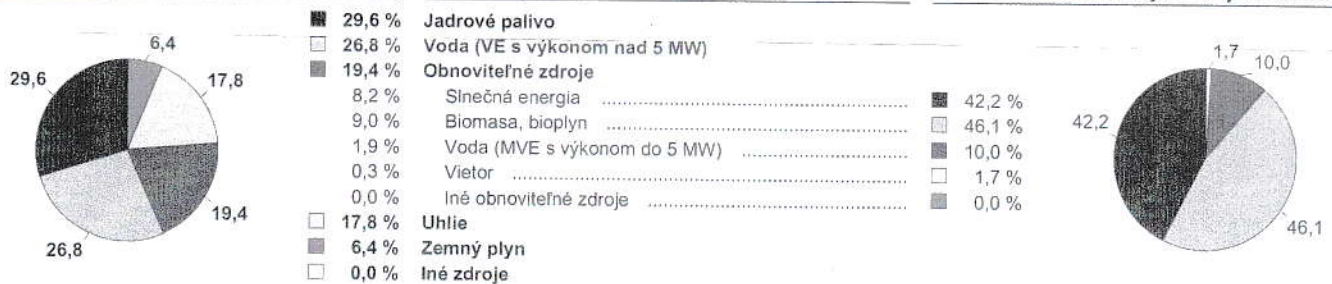 29,6 % Jadrové palivo
26,8 % Voda (VE s výkonom nad 5 MW)
19,4 % Obnoviteľné zdroje
8,2 % Slnečná energia ........ 42,2 %
9,0 % Biomasa, bioplyn ........ 46,1 %
1,9 % Voda (MVE s výkonom do 5 MW) ........ 10,0 %
0,3 % Vietor ........ 1,7 %
0,0 % Iné obnoviteľné zdroje ........ 0,0 %
17,8 % Uhlie
6,4 % Zemný plyn
0,0 % Iné zdroje
6,4
17,8
19,4
26,8
29,6
1,7
10,0
46,1
42,2